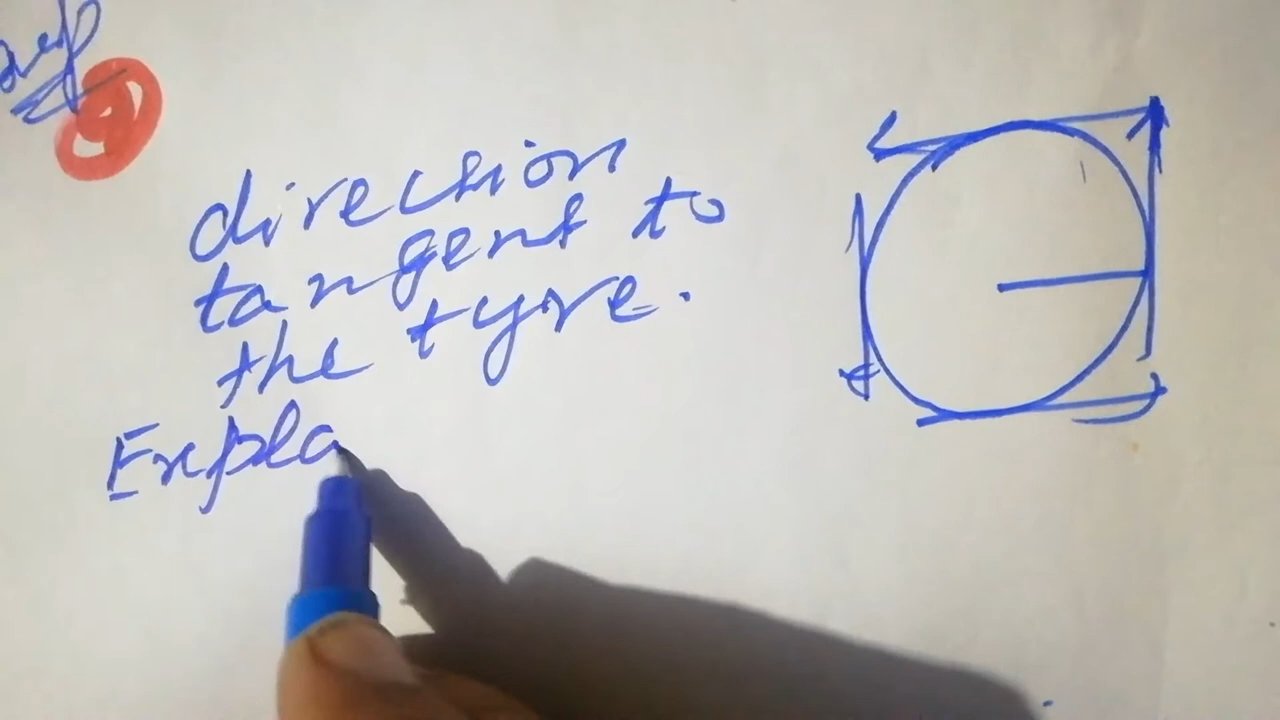 direction
tangent to
the tyre.
Expla